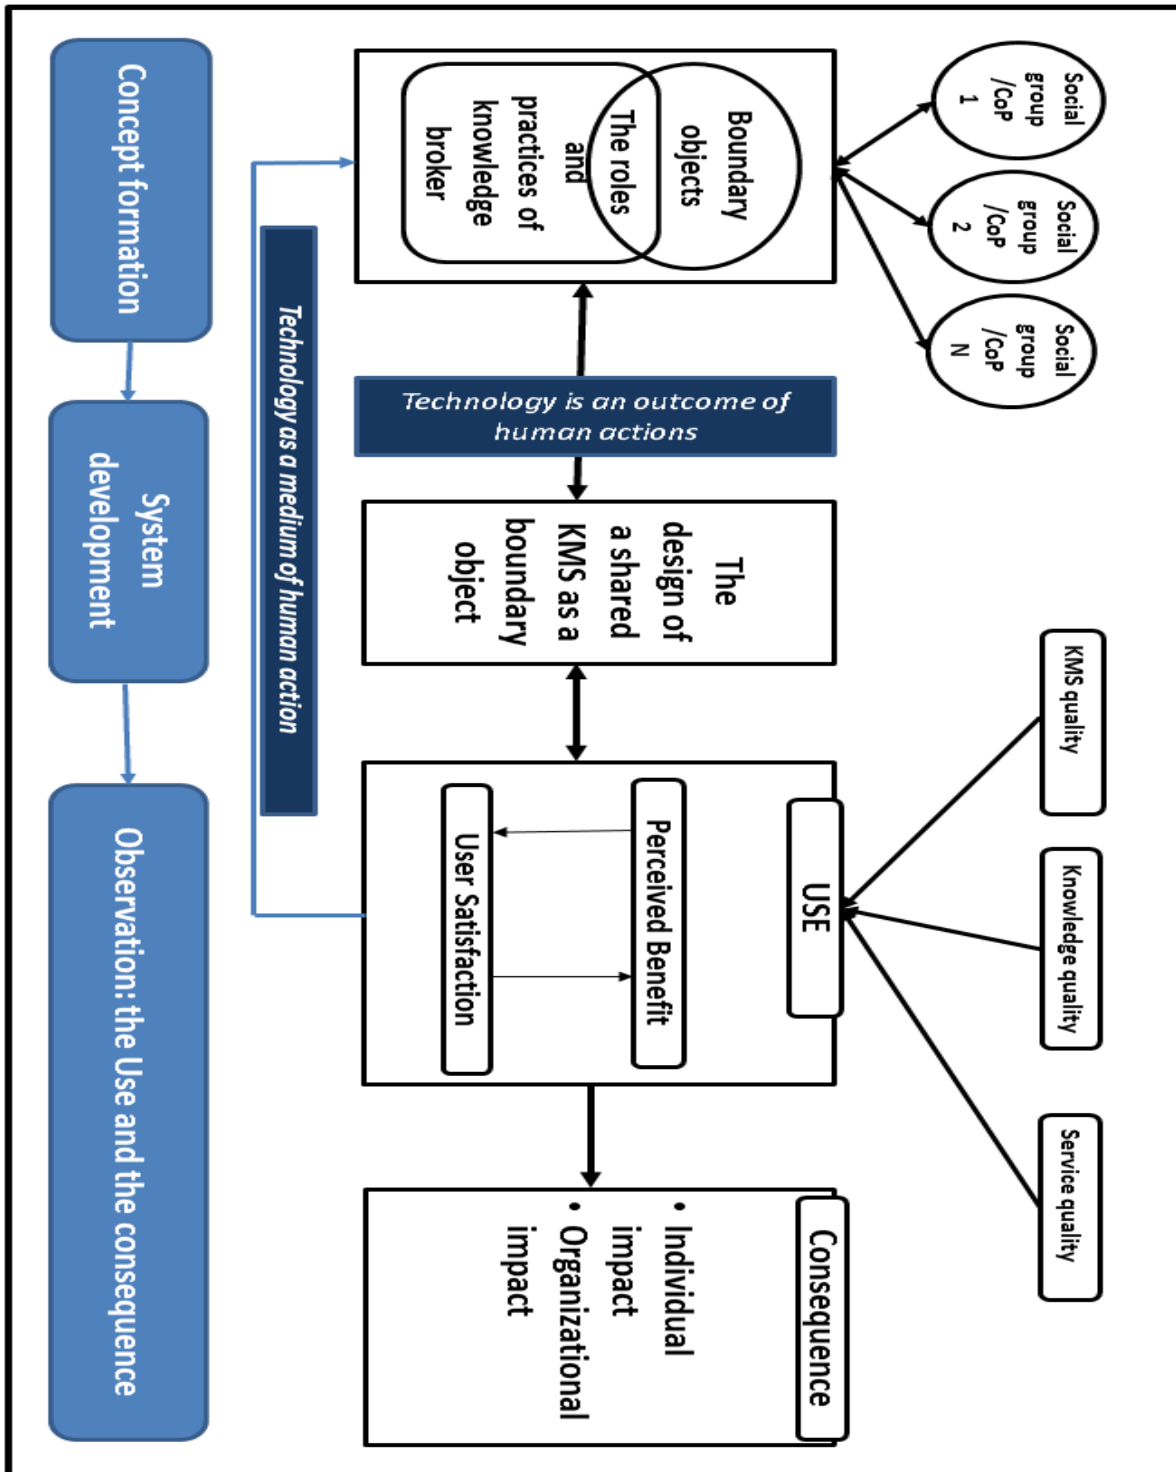 Social
group
/CoP
1
Social
group
/CoP
2
Social
group
/CoP
N
KMS quality
Knowledge quality
Service quality
Boundary
objects
The roles
and
practices of
knowledge
broker
Technology is an outcome of
human actions
The
design of
a shared
KMS as a
boundary
object
USE
Perceived Benefit
User Satisfaction
Consequence
• Individual
impact
• Organizational
impact
Technology as a medium of human action
Concept formation
System
development
Observation: the Use and the consequence